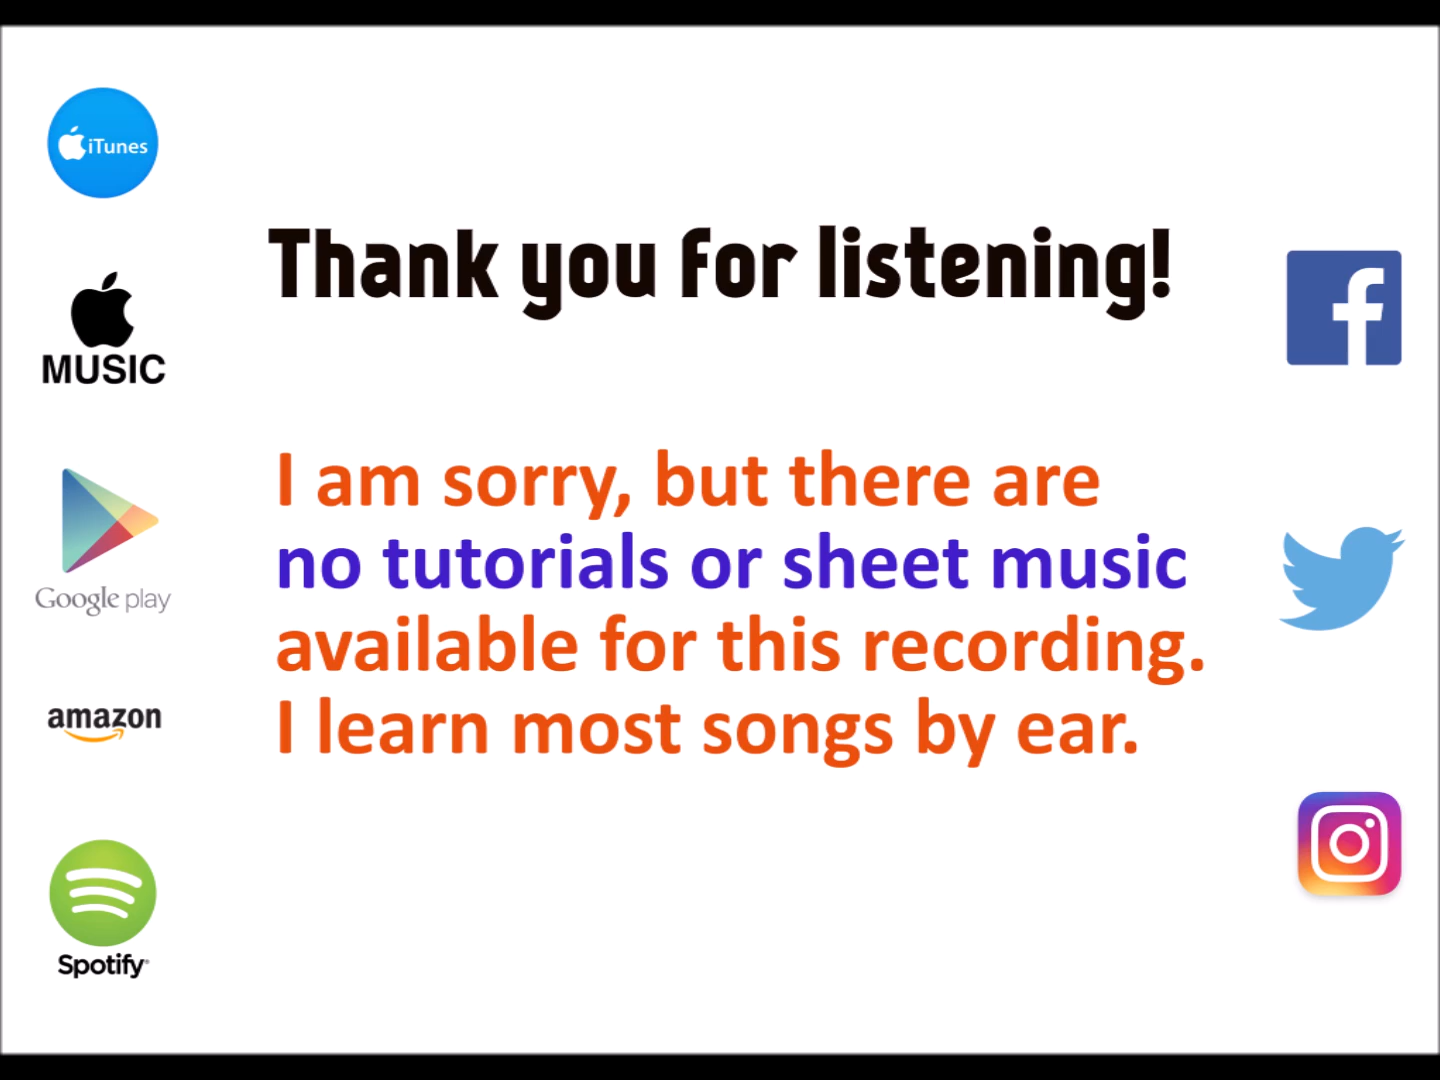 iTunes
Thank you for listening!
MUSIC
I am sorry, but there are
no tutorials or sheet music
available for this recording.
I learn most songs by ear.
Google play
amazon
Spotify